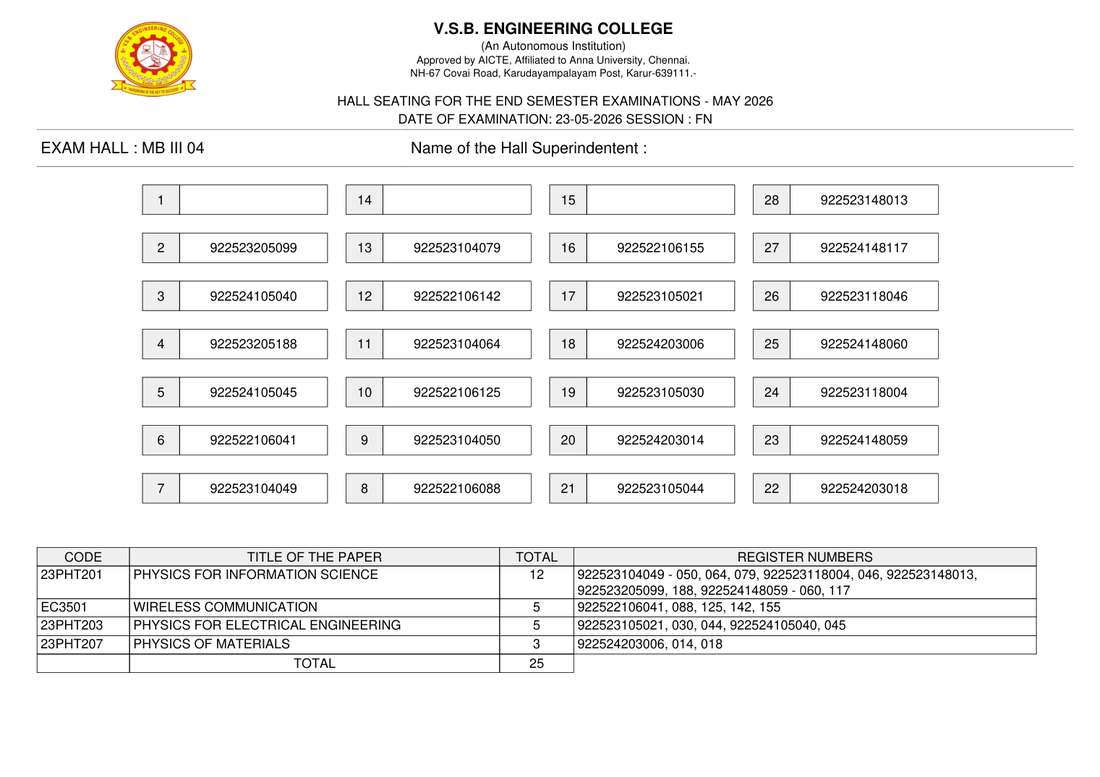 V.S.B. ENGINEERING COLLEGE
(An Autonomous Institution)
Approved by AICTE, Affiliated to Anna University, Chennai.
NH-67 Covai Road, Karudayampalayam Post, Karur-639111.-
HALL SEATING FOR THE END SEMESTER EXAMINATIONS - MAY 2026
DATE OF EXAMINATION: 23-05-2026 SESSION : FN
EXAM HALL : MB III 04 Name of the Hall Superindentent :
1 14 15 28 922523148013
2 922523205099 13 922523104079 16 922522106155 27 922524148117
3 922524105040 12 922522106142 17 922523105021 26 922523118046
4 922523205188 11 922523104064 18 922524203006 25 922524148060
5 922524105045 10 922522106125 19 922523105030 24 922523118004
6 922522106041 9 922523104050 20 922524203014 23 922524148059
7 922523104049 8 922522106088 21 922523105044 22 922524203018
CODE TITLE OF THE PAPER TOTAL REGISTER NUMBERS
23PHT201 PHYSICS FOR INFORMATION SCIENCE 12 922523104049 - 050, 064, 079, 922523118004, 046, 922523148013,
922523205099, 188, 922524148059 - 060, 117
EC3501 WIRELESS COMMUNICATION 5 922522106041, 088, 125, 142, 155
23PHT203 PHYSICS FOR ELECTRICAL ENGINEERING 5 922523105021, 030, 044, 922524105040, 045
23PHT207 PHYSICS OF MATERIALS 3 922524203006, 014, 018
TOTAL 25